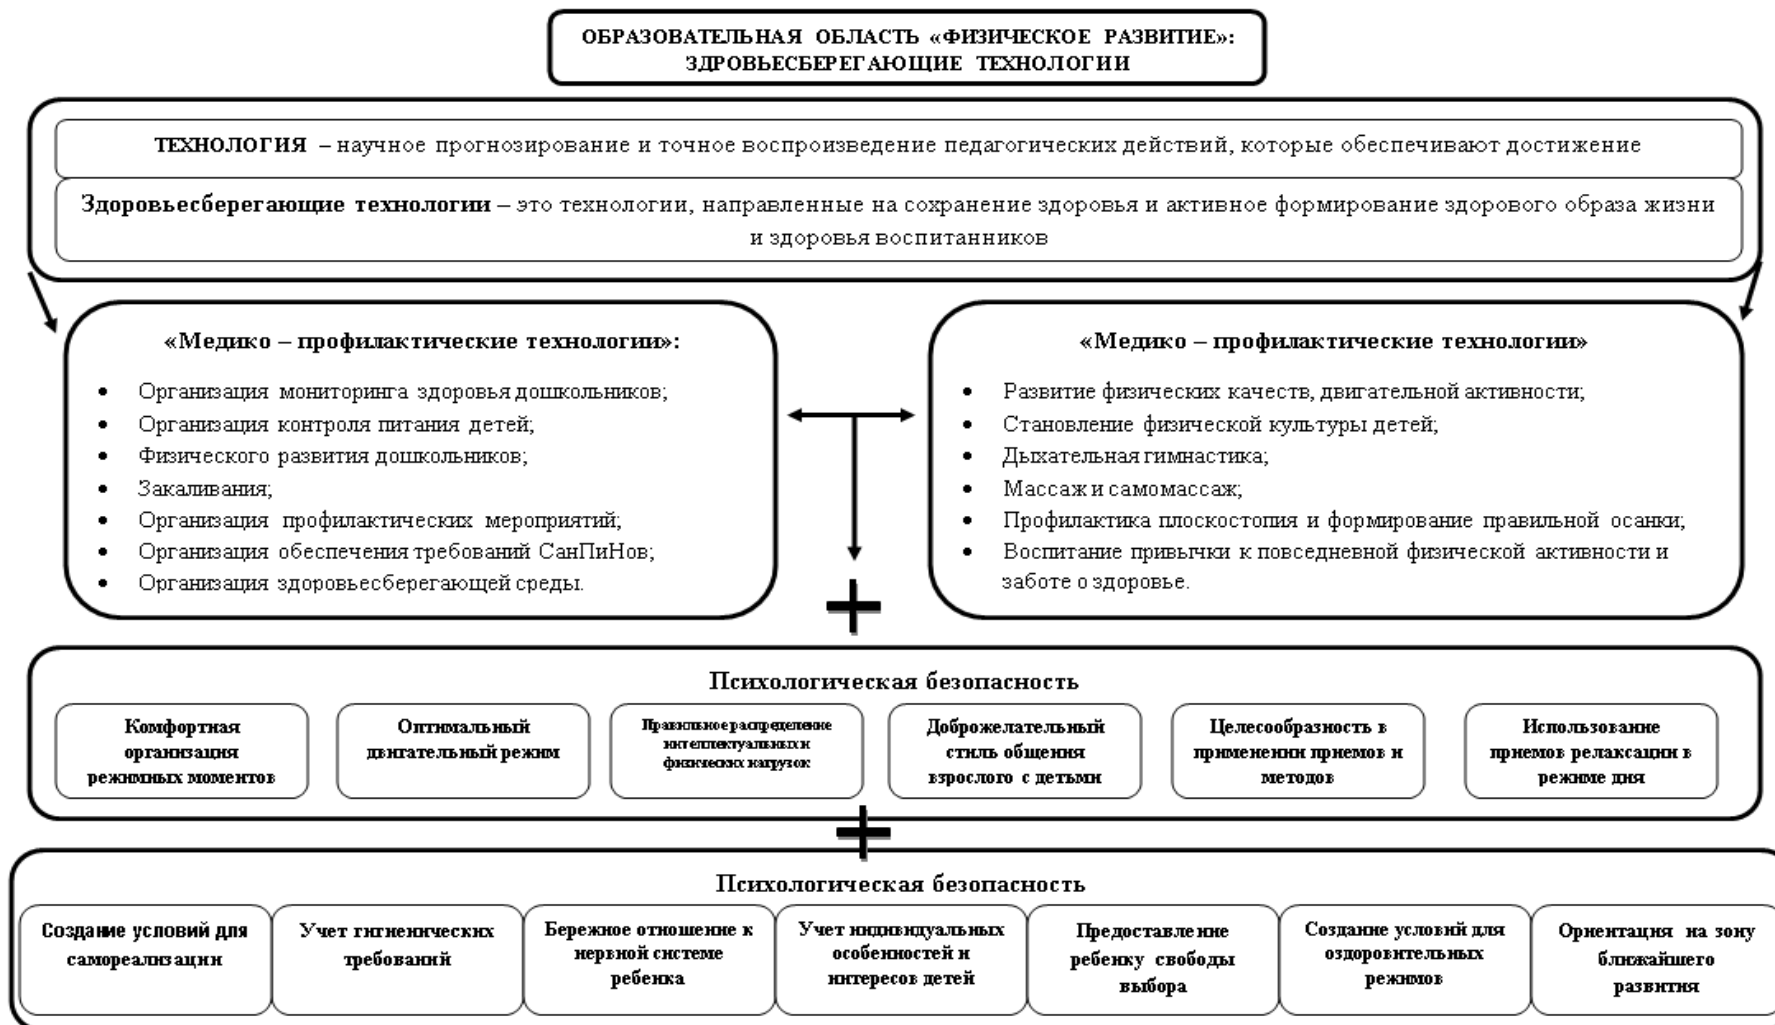 ОБРАЗОВАТЕЛЬНАЯ ОБЛАСТЬ «ФИЗИЧЕСКОЕ РАЗВИТИЕ»:
ЗДРОВЬЕСБЕРЕГАЮЩИЕ ТЕХНОЛОГИИ
ТЕХНОЛОГИЯ – научное прогнозирование и точное воспроизведение педагогических действий, которые обеспечивают достижение
Здоровьесберегающие технологии – это технологии, направленные на сохранение здоровья и активное формирование здорового образа жизни
и здоровья воспитанников
«Медико – профилактические технологии»:
• Организация мониторинга здоровья дошкольников;
• Организация контроля питания детей;
• Физического развития дошкольников;
• Закаливания;
• Организация профилактических мероприятий;
• Организация обеспечения требований СанПиНов;
• Организация здоровьесберегающей среды.
«Медико – профилактические технологии»
• Развитие физических качеств, двигательной активности;
• Становление физической культуры детей;
• Дыхательная гимнастика;
• Массаж и самомассаж;
• Профилактика плоскостопия и формирование правильной осанки;
• Воспитание привычки к повседневной физической активности и
заботе о здоровье.
Психологическая безопасность
Комфортная
организация
режимных моментов
Оптимальный
двигательный режим
Правильное распределение
интеллектуальных и
физических нагрузок
Доброжелательный
стиль общения
взрослого с детьми
Целесообразность в
применении приемов и
методов
Использование
приемов релаксации в
режиме дня
Психологическая безопасность
Создание условий для
самореализации
Учет гигиенических
требований
Бережное отношение к
нервной системе
ребенка
Учет индивидуальных
особенностей и
интересов детей
Предоставление
ребенку свободы
выбора
Создание условий для
оздоровительных
режимов
Ориентация на зону
ближайшего
развития